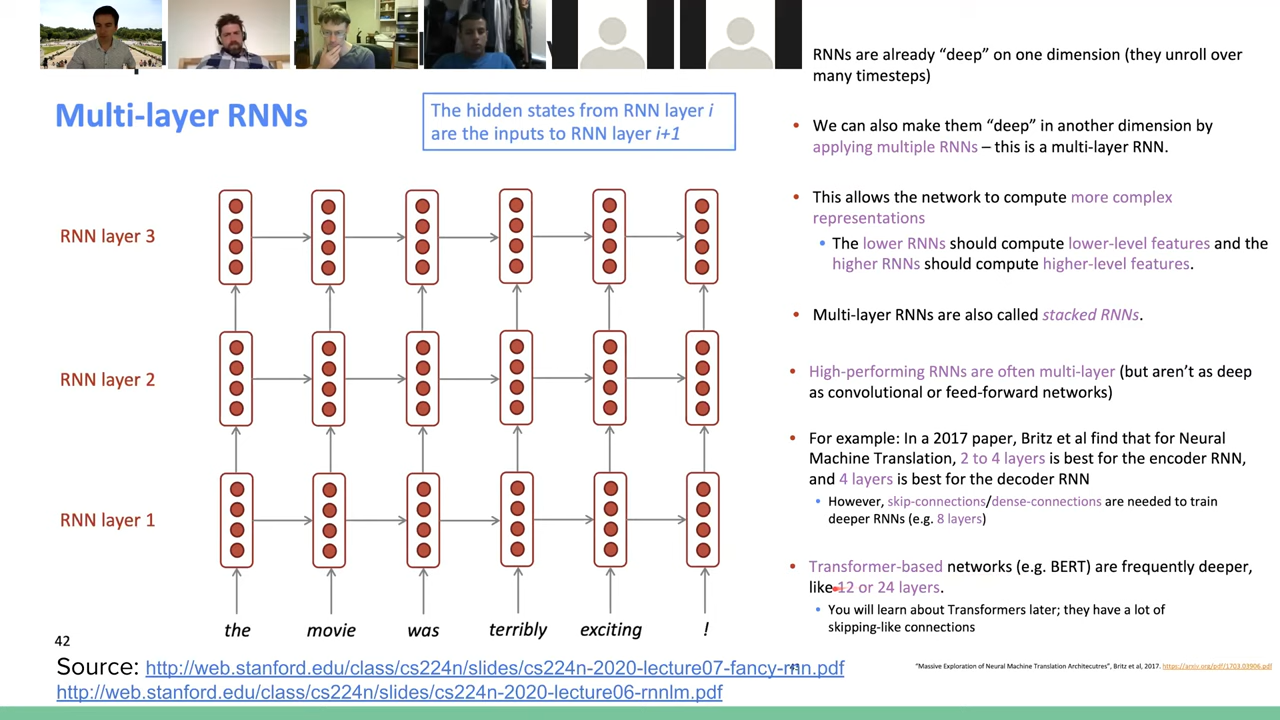 Multi-layer RNNs
The hidden states from RNN layer i
are the inputs to RNN layer i+1
RNN layer 3
RNN layer 2
RNN layer 1
the movie was terribly exciting !
42
Source: http://web.stanford.edu/class/cs224n/slides/cs224n-2020-lecture07-fancy-rnn.pdf
http://web.stanford.edu/class/cs224n/slides/cs224n-2020-lecture06-rnnlm.pdf
RNNs are already “deep” on one dimension (they unroll over
many timesteps)
• We can also make them “deep” in another dimension by
applying multiple RNNs – this is a multi-layer RNN.
• This allows the network to compute more complex
representations
• The lower RNNs should compute lower-level features and the
higher RNNs should compute higher-level features.
• Multi-layer RNNs are also called stacked RNNs.
• High-performing RNNs are often multi-layer (but aren’t as deep
as convolutional or feed-forward networks)
• For example: In a 2017 paper, Britz et al find that for Neural
Machine Translation, 2 to 4 layers is best for the encoder RNN,
and 4 layers is best for the decoder RNN
• However, skip-connections/dense-connections are needed to train
deeper RNNs (e.g. 8 layers)
• Transformer-based networks (e.g. BERT) are frequently deeper,
like 12 or 24 layers.
• You will learn about Transformers later; they have a lot of
skipping-like connections
"Massive Exploration of Neural Machine Translation Architecutres", Britz et al, 2017. https://arxiv.org/pdf/1703.03906.pdf